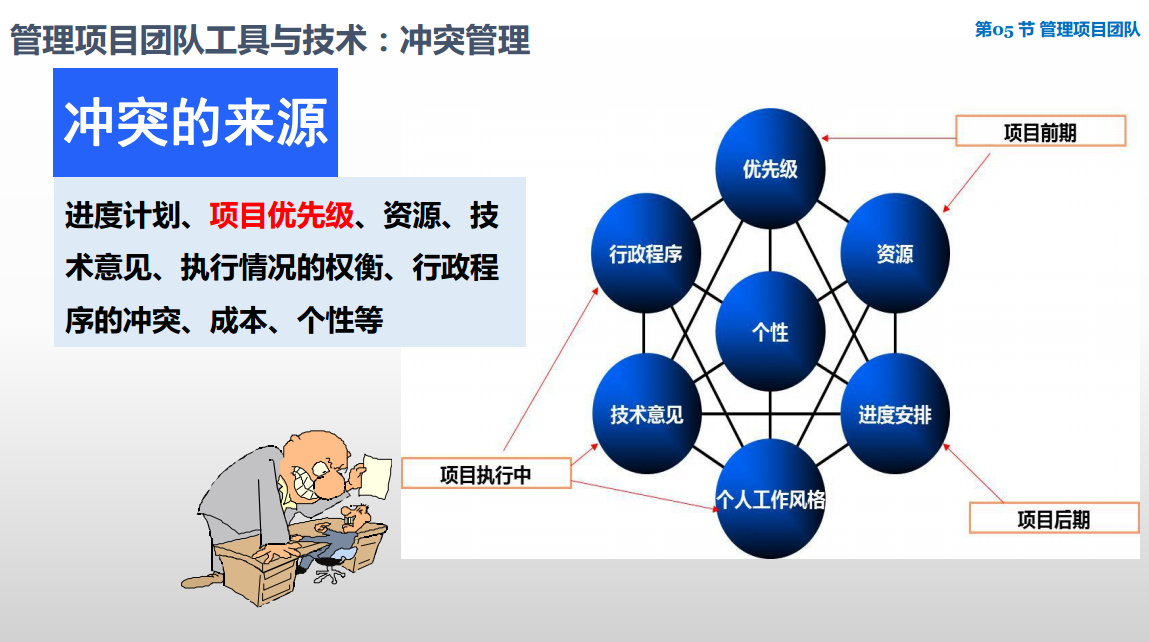 管理项目团队工具与技术：冲突管理
第05 节 管理项目团队
冲突的来源
进度计划、项目优先级、资源、技
术意见、执行情况的权衡、行政程
序的冲突、成本、个性等
项目前期
优先级
行政程序
资源
个性
技术意见
进度安排
项目执行中
个人工作风格
项目后期